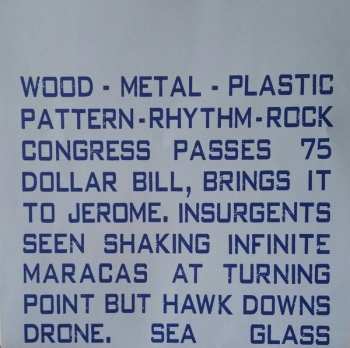 WOOD - METAL - PLASTIC
PATTERN-RHYTHM-ROCK
CONGRESS PASSES 75
DOLLAR BILL, BRINGS IT
TO JEROME. INSURGENTS
SEEN SHAKING INFINITE
MARACAS AT TURNING
POINT BUT HAWK DOWNS
DRONE. SEA GLASS